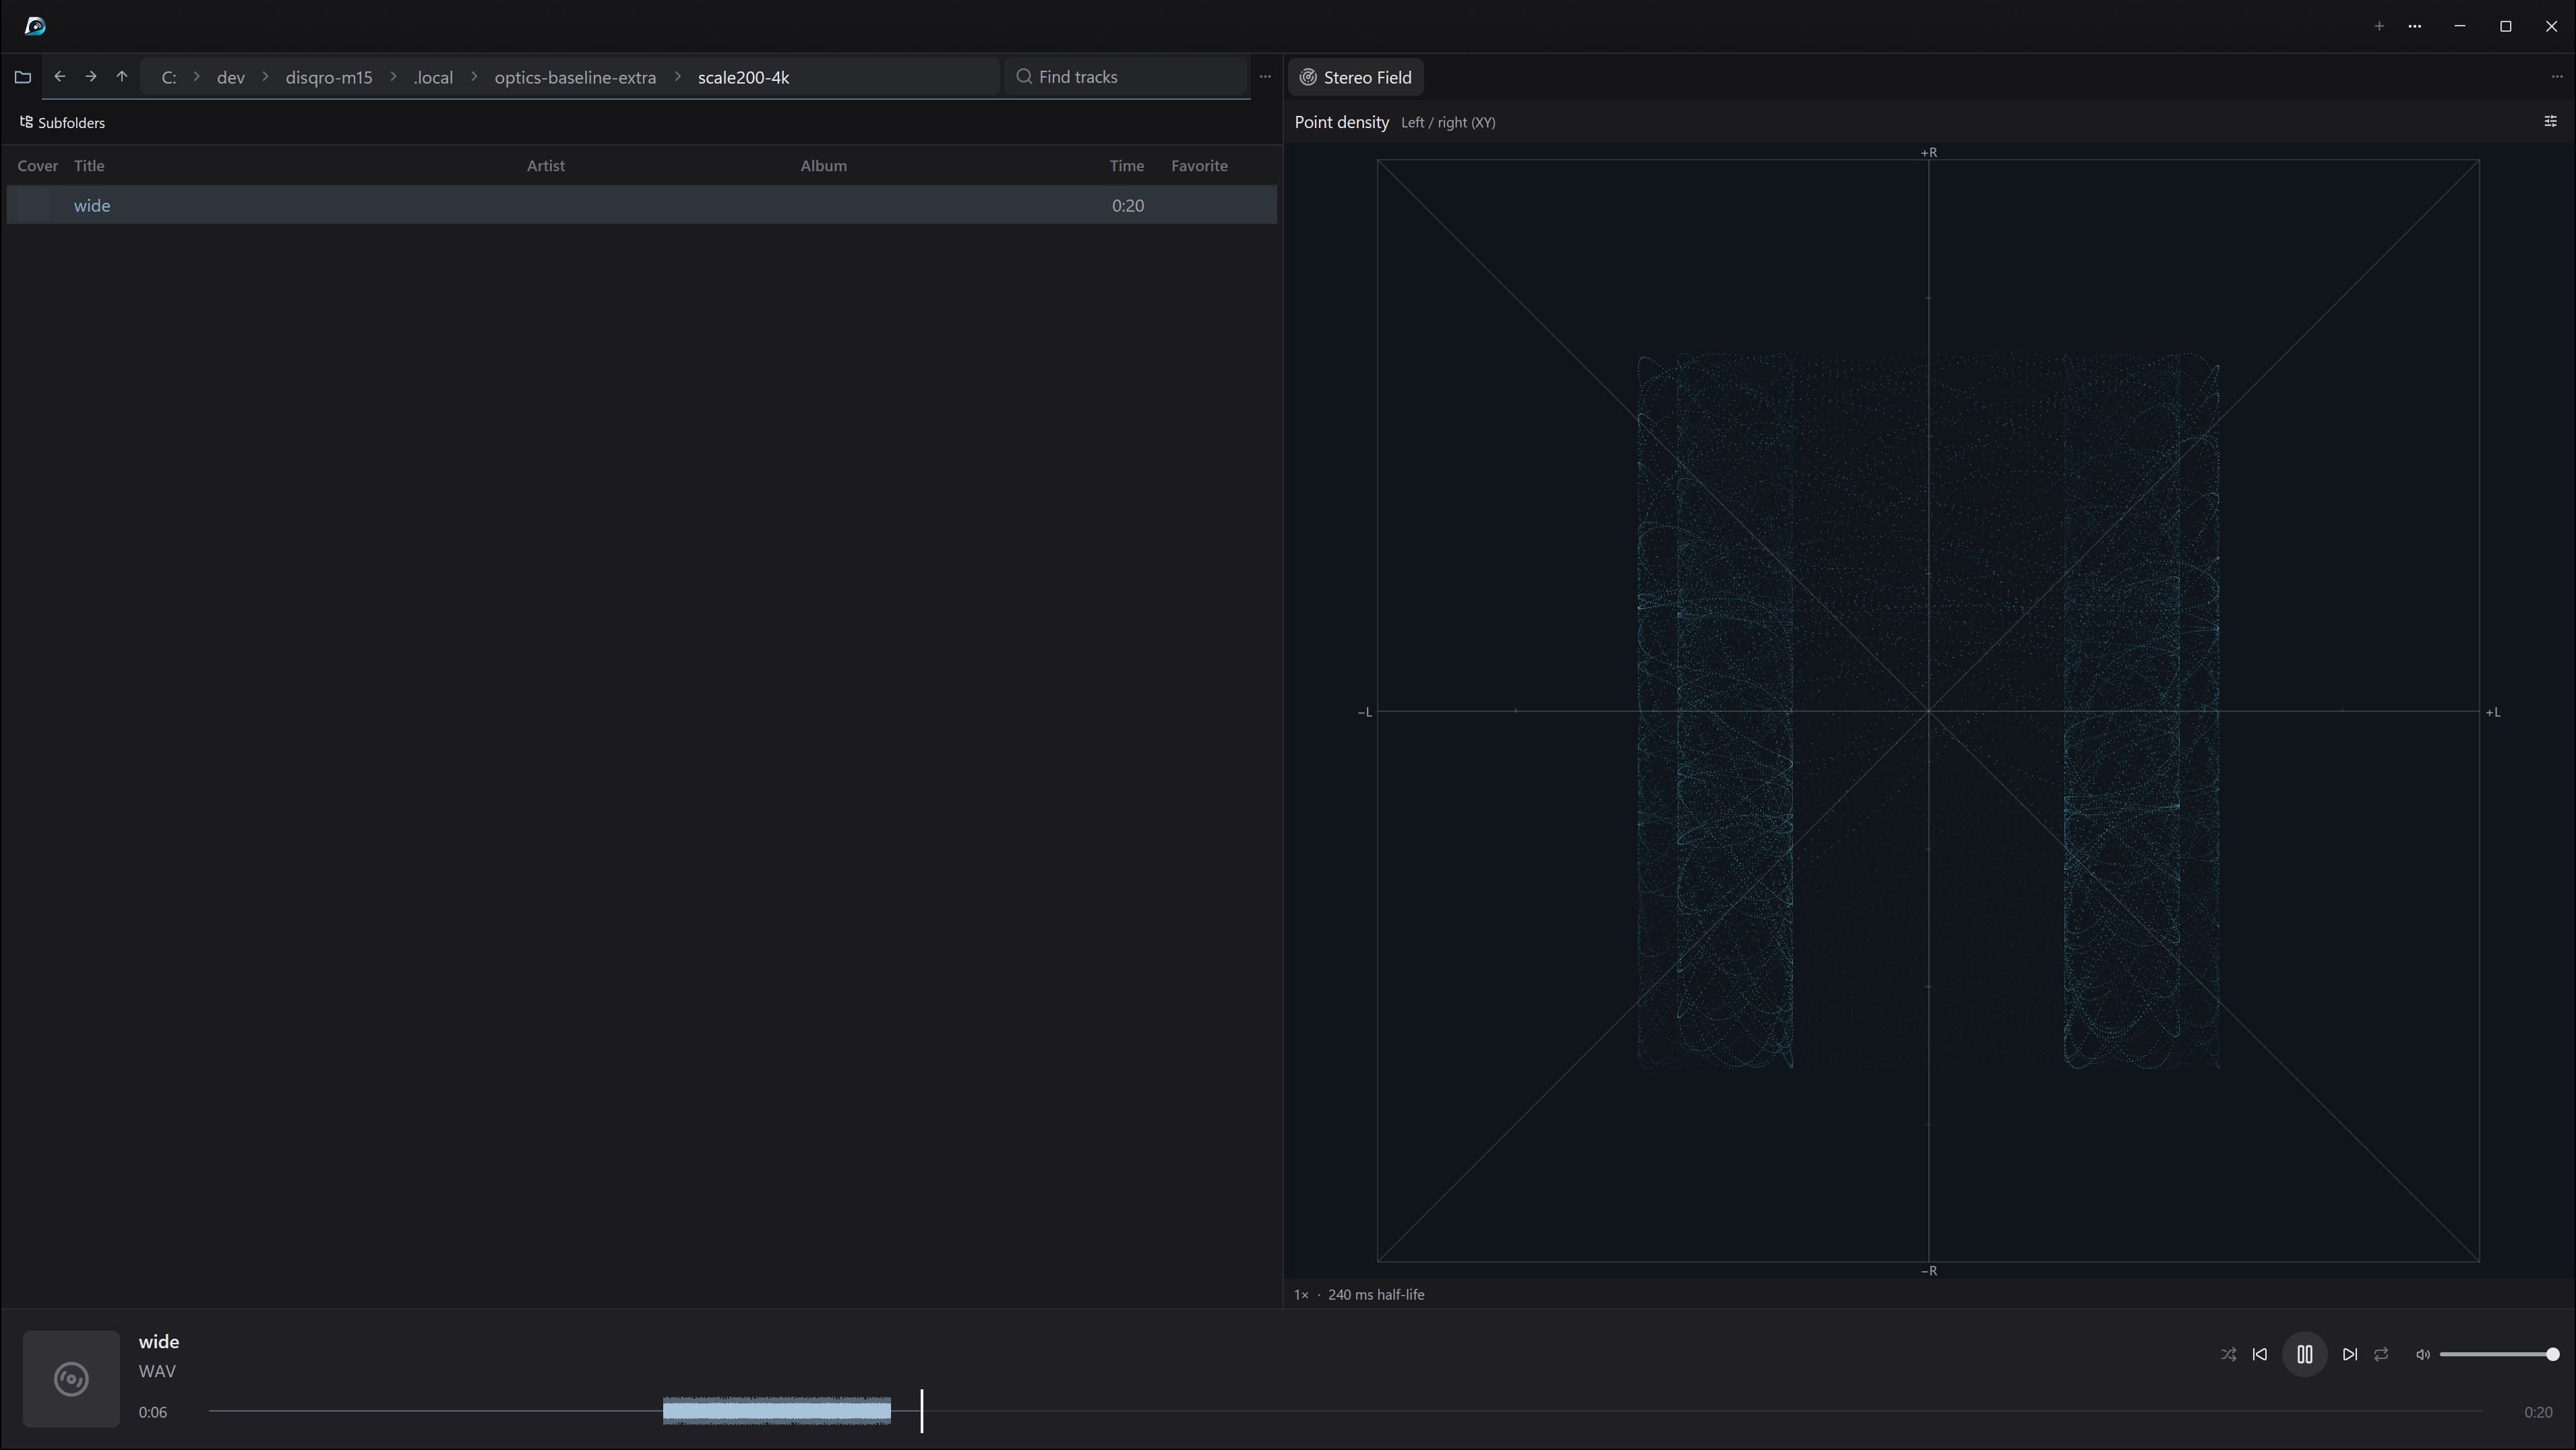 C: dev disqro-m15 .local optics-baseline-extra scale200-4k Find tracks
Stereo Field
Subfolders
Point density Left / right (XY)
Cover Title Artist Album Time Favorite
wide 0:20
+R
−L
+L
−R
1× · 240 ms half-life
wide
WAV
0:06
0:20